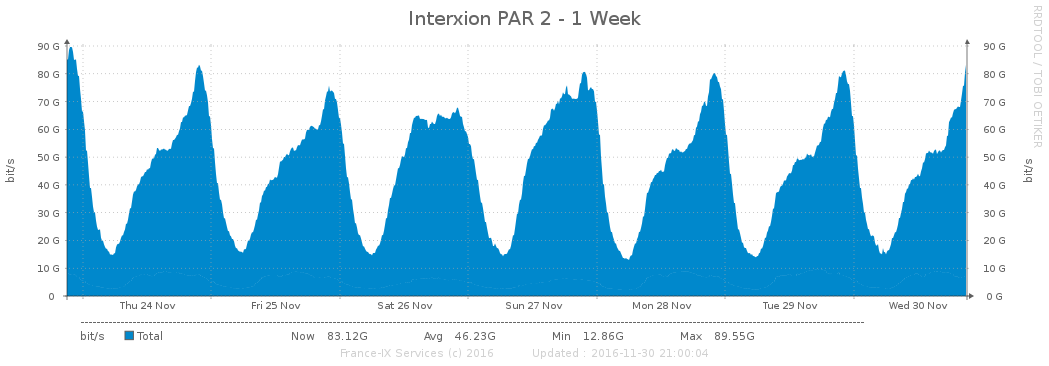 Interxion PAR 2 - 1 Week
RRDTOOL / TOBI OETIKER
90 G 90 G
80 G 80 G
70 G 70 G
60 G 60 G
50 G 50 G
40 G 40 G
30 G 30 G
20 G 20 G
10 G 10 G
0 0 G
bit/s bit/s
Thu 24 Nov Fri 25 Nov Sat 26 Nov Sun 27 Nov Mon 28 Nov Tue 29 Nov Wed 30 Nov
bit/s Total Now 83.12G Avg 46.23G Min 12.86G Max 89.55G
France-IX Services (c) 2016 Updated : 2016-11-30 21:00:04